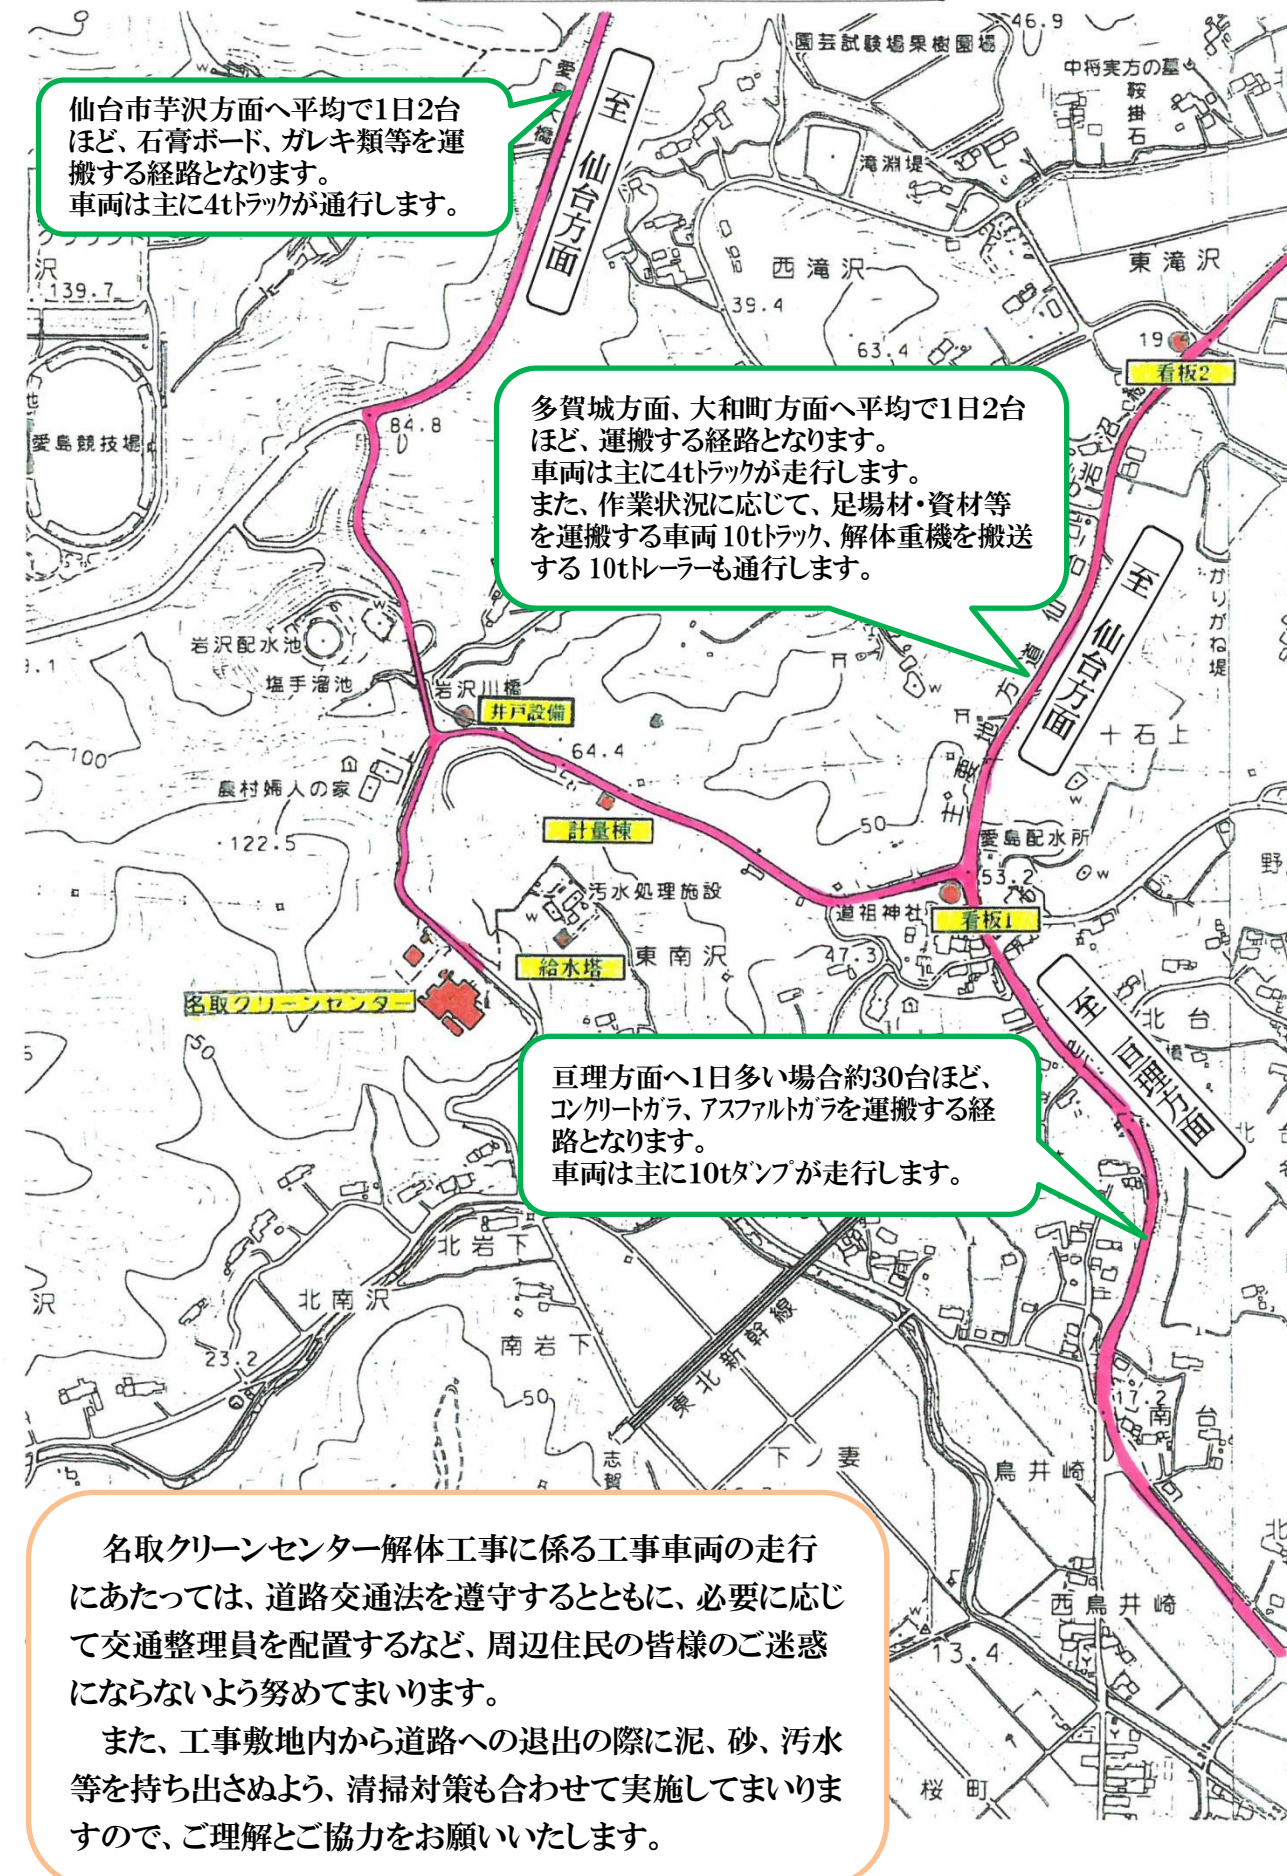 園芸試験場果樹園場
46.9
中将実方の墓
鞍掛石
至 仙台方面
仙台市芋沢方面へ平均で1日2台
ほど、石膏ボード、ガレキ類等を運
搬する経路となります。
車両は主に4tトラックが通行します。
滝淵堤
西滝沢
東滝沢
沢
139.7
39.4
63.4
19
看板2
愛島競技場
84.8
多賀城方面、大和町方面へ平均で1日2台
ほど、運搬する経路となります。
車両は主に4tトラックが走行します。
また、作業状況に応じて、足場材・資材等
を運搬する車両10tトラック、解体重機を搬送
する10tトレーラーも通行します。
至 仙台方面
かりがね堤
主要地方道
岩沢配水池
塩手溜池
岩沢川橋
井戸設備
64.4
十石上
100
農村婦人の家
計量棟
122.5
50
愛島配水所
53.2
野
汚水処理施設
道祖神社
看板1
給水塔
東南沢
47.3
名取クリーンセンター
至 亘理方面
北台
50
亘理方面へ1日多い場合約30台ほど、
コンクリートガラ、アスファルトガラを運搬する経
路となります。
車両は主に10tダンプが走行します。
北
北岩下
沢
北南沢
南岩下
東北新幹線
23.2
50
17.2
南台
志賀
下ノ妻
鳥井崎
北
名取クリーンセンター解体工事に係る工事車両の走行
にあたっては、道路交通法を遵守するとともに、必要に応じ
て交通整理員を配置するなど、周辺住民の皆様のご迷惑
にならないよう努めてまいります。
また、工事敷地内から道路への退出の際に泥、砂、汚水
等を持ち出さぬよう、清掃対策も合わせて実施してまいりま
すので、ご理解とご協力をお願いいたします。
西鳥井崎
13.4
桜町